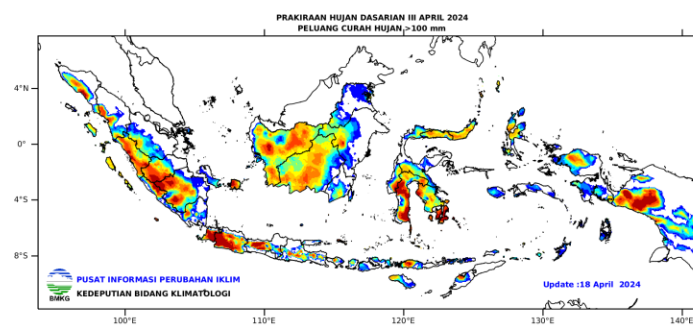 PRAKIRAAN HUJAN DASARIAN III APRIL 2024
PELUANG CURAH HUJAN >100 mm
4°N
0°
4°S
8°S
PUSAT INFORMASI PERUBAHAN IKLIM
Update :18 April 2024
BMKG
KEDEPUTIAN BIDANG KLIMATOLOGI
100°E
110°E
120°E
130°E
140°E